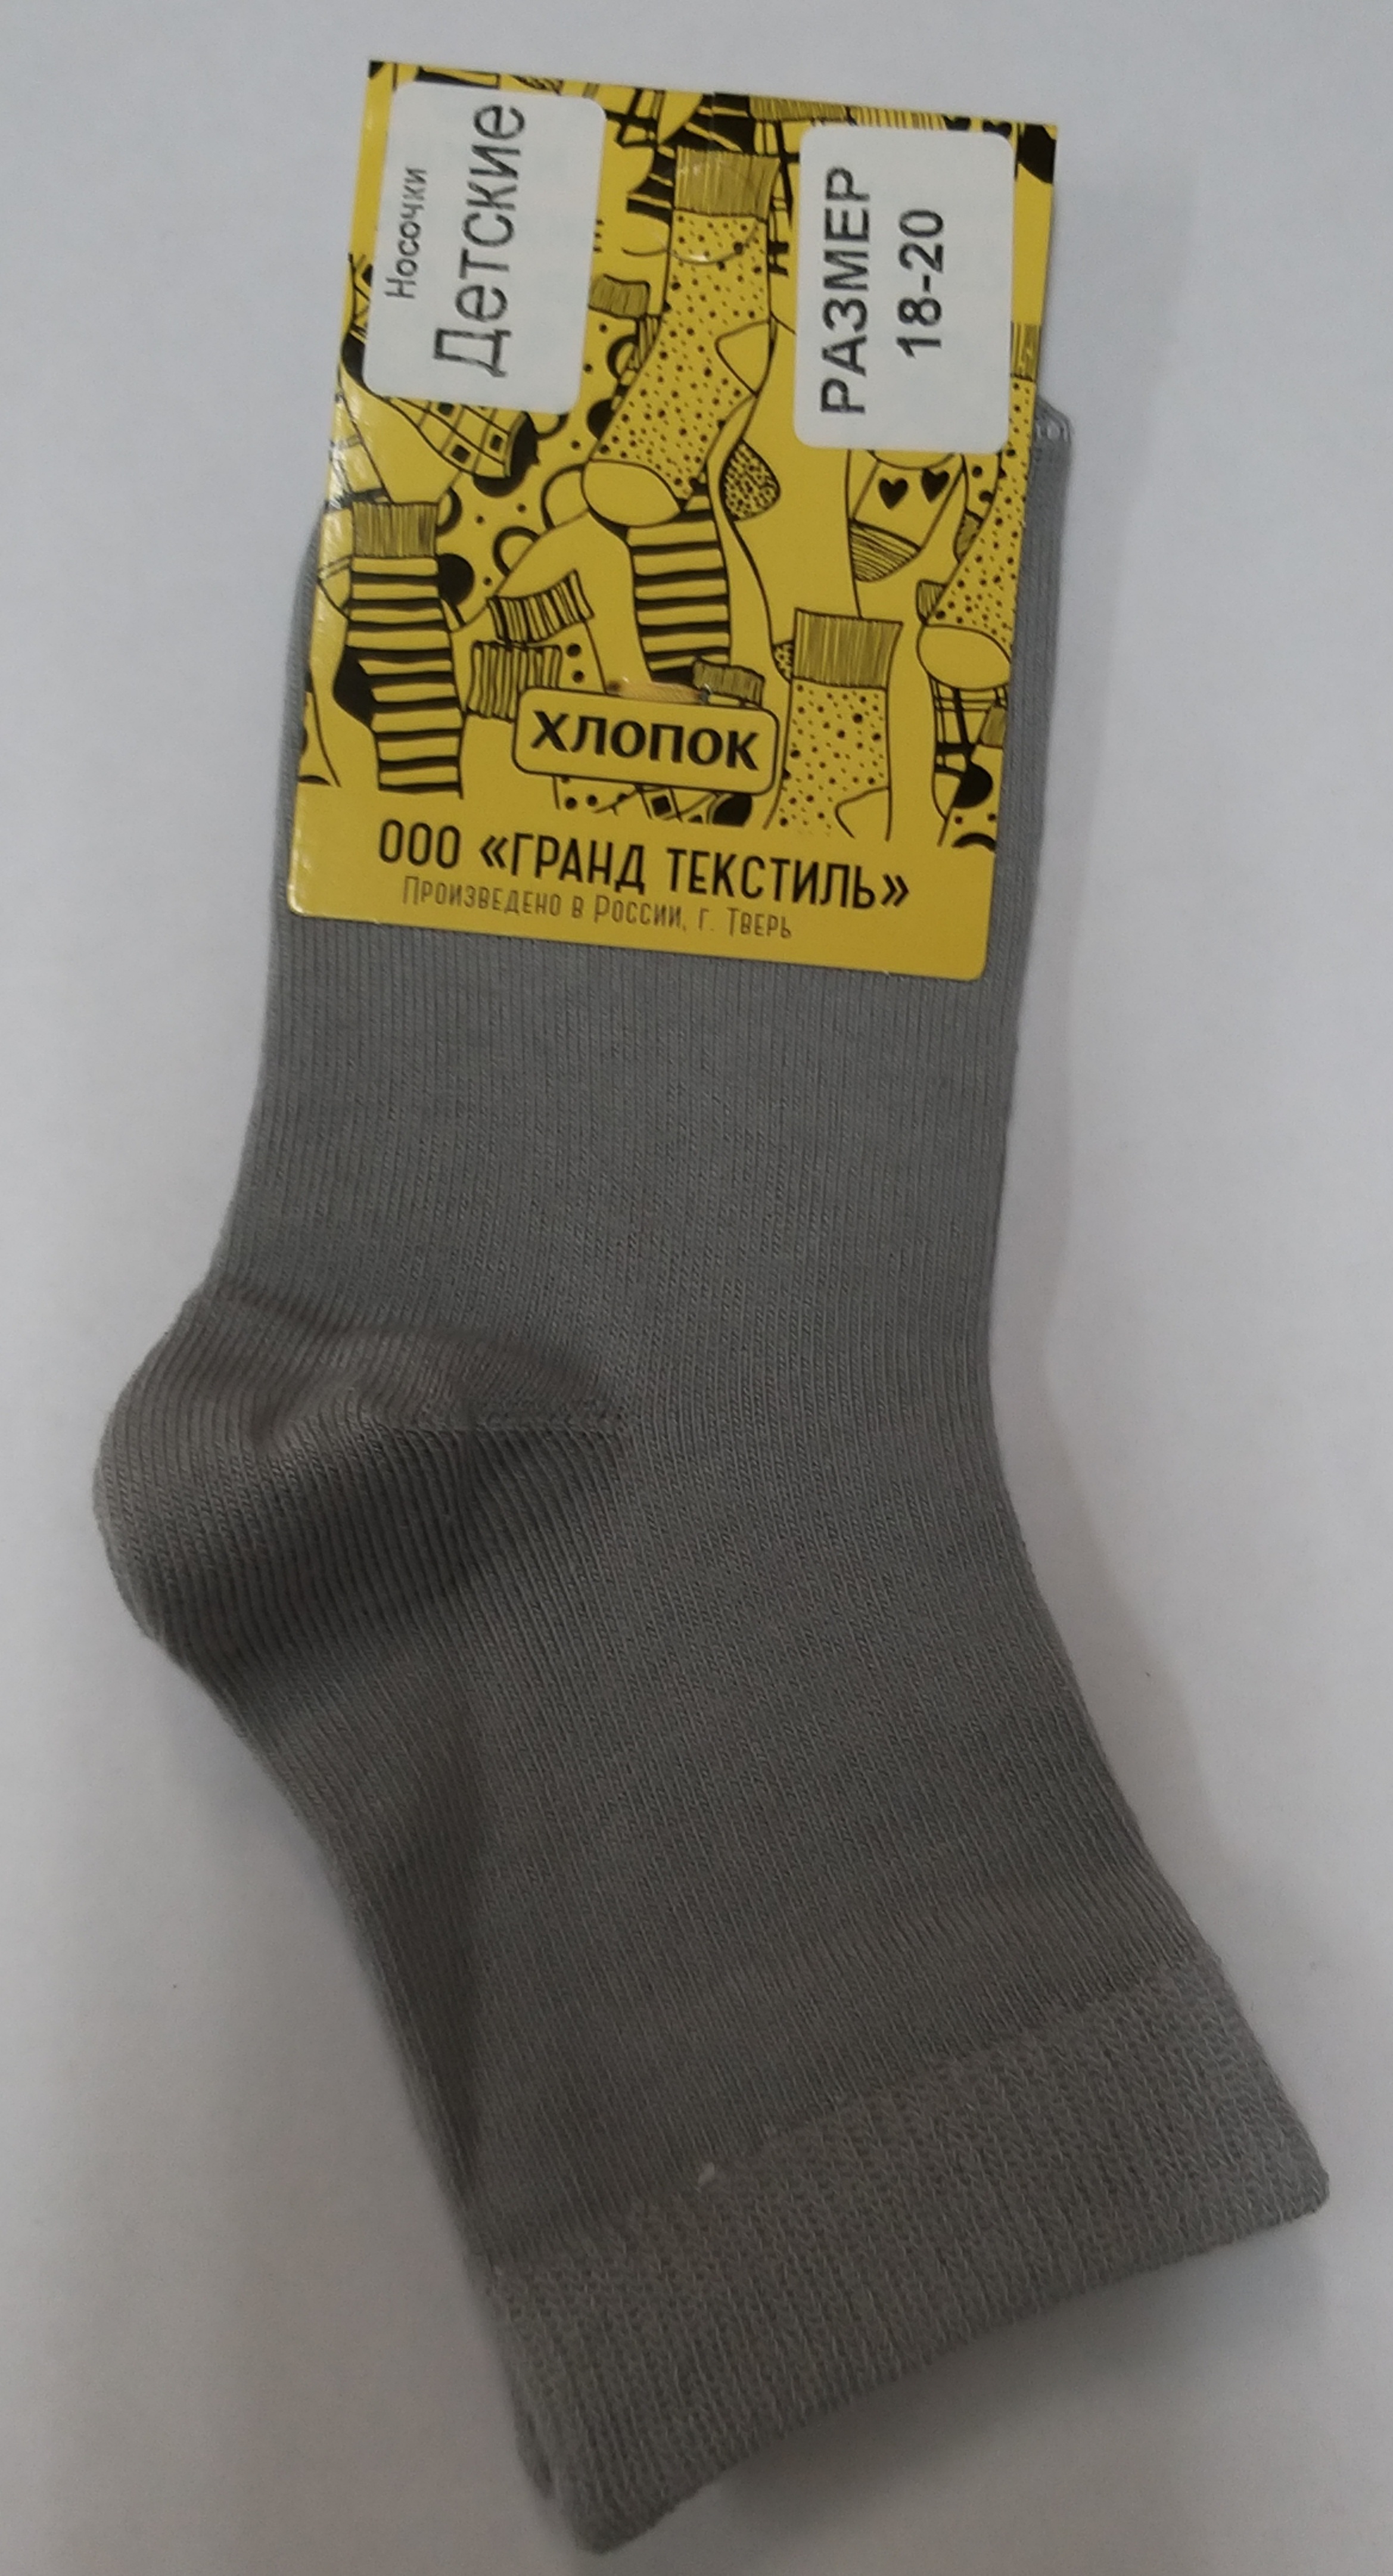 Носочки
Детские
РАЗМЕР
18-20
ХЛОПОК
ООО «ГРАНД ТЕКСТИЛЬ»
Произведено в России, г. Тверь